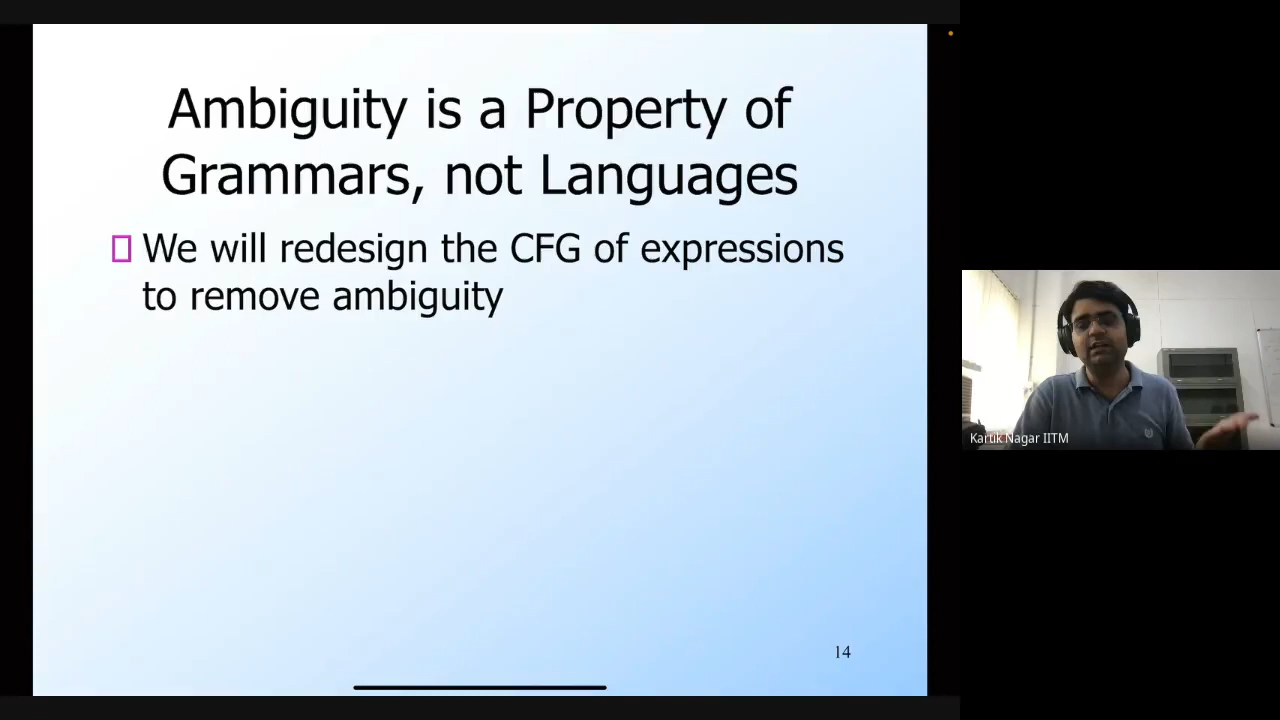 Ambiguity is a Property of
Grammars, not Languages
We will redesign the CFG of expressions
to remove ambiguity
14
Kartik Nagar IITM